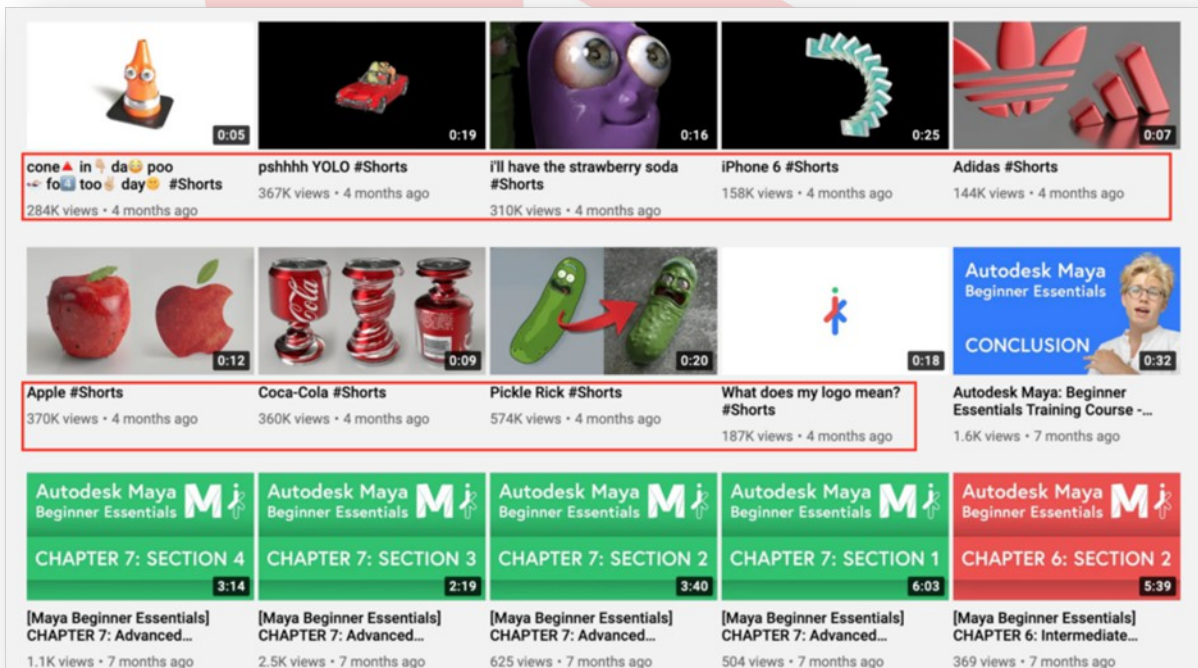 0:05
0:19
0:16
0:25
0:07
cone🔺 in👇🏼 da😳 poo
fo4️⃣ too✌🏼 day😕 #Shorts
284K views • 4 months ago
pshhhh YOLO #Shorts
367K views • 4 months ago
i'll have the strawberry soda
#Shorts
310K views • 4 months ago
iPhone 6 #Shorts
158K views • 4 months ago
Adidas #Shorts
144K views • 4 months ago
0:12
Cola
0:09
0:20
0:18
Autodesk Maya
Beginner Essentials
CONCLUSION
0:32
Apple #Shorts
370K views • 4 months ago
Coca-Cola #Shorts
360K views • 4 months ago
Pickle Rick #Shorts
574K views • 4 months ago
What does my logo mean?
#Shorts
187K views • 4 months ago
Autodesk Maya: Beginner
Essentials Training Course -...
1.6K views • 7 months ago
Autodesk Maya M
Beginner Essentials
CHAPTER 7: SECTION 4
3:14
Autodesk Maya M
Beginner Essentials
CHAPTER 7: SECTION 3
2:19
Autodesk Maya M
Beginner Essentials
CHAPTER 7: SECTION 2
3:40
Autodesk Maya M
Beginner Essentials
CHAPTER 7: SECTION 1
6:03
Autodesk Maya M
Beginner Essentials
CHAPTER 6: SECTION 2
5:39
[Maya Beginner Essentials]
CHAPTER 7: Advanced...
1.1K views • 7 months ago
[Maya Beginner Essentials]
CHAPTER 7: Advanced...
2.5K views • 7 months ago
[Maya Beginner Essentials]
CHAPTER 7: Advanced...
625 views • 7 months ago
[Maya Beginner Essentials]
CHAPTER 7: Advanced...
504 views • 7 months ago
[Maya Beginner Essentials]
CHAPTER 6: Intermediate...
369 views • 7 months ago